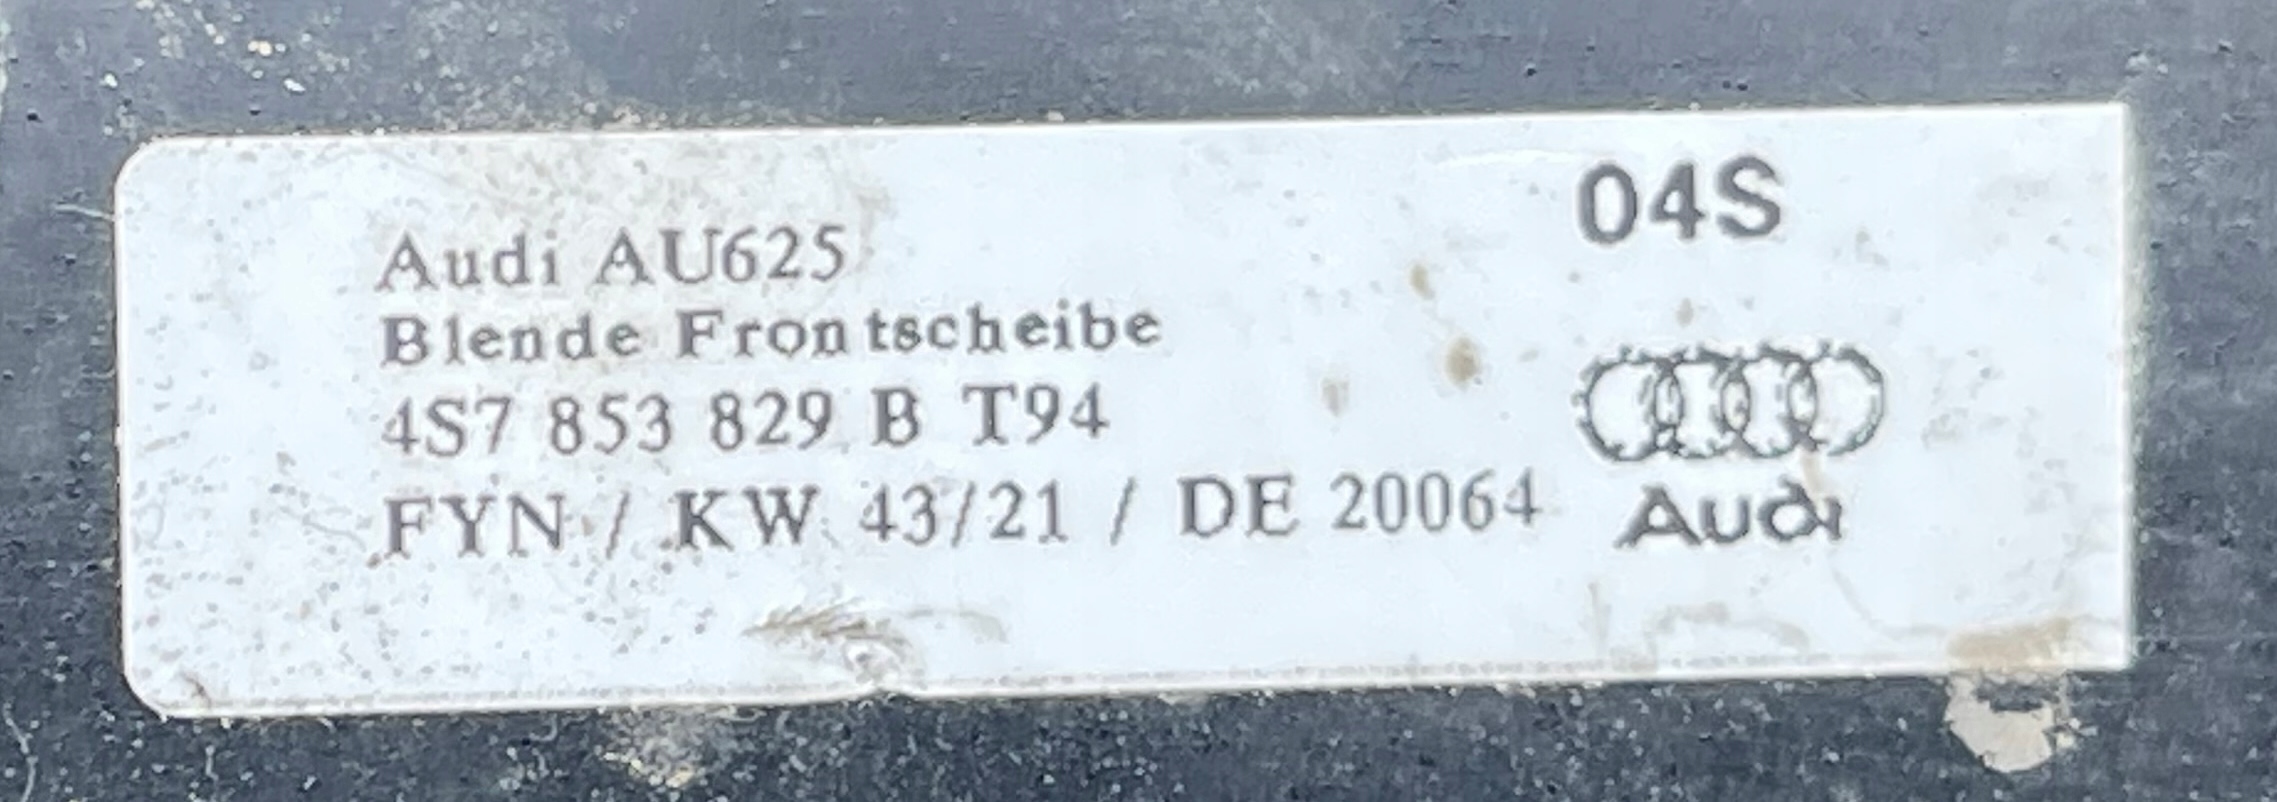 04S
Audi AU625
Blende Frontscheibe
4S7 853 829 B T94
FYN / KW 43/21 / DE 20064
Audi